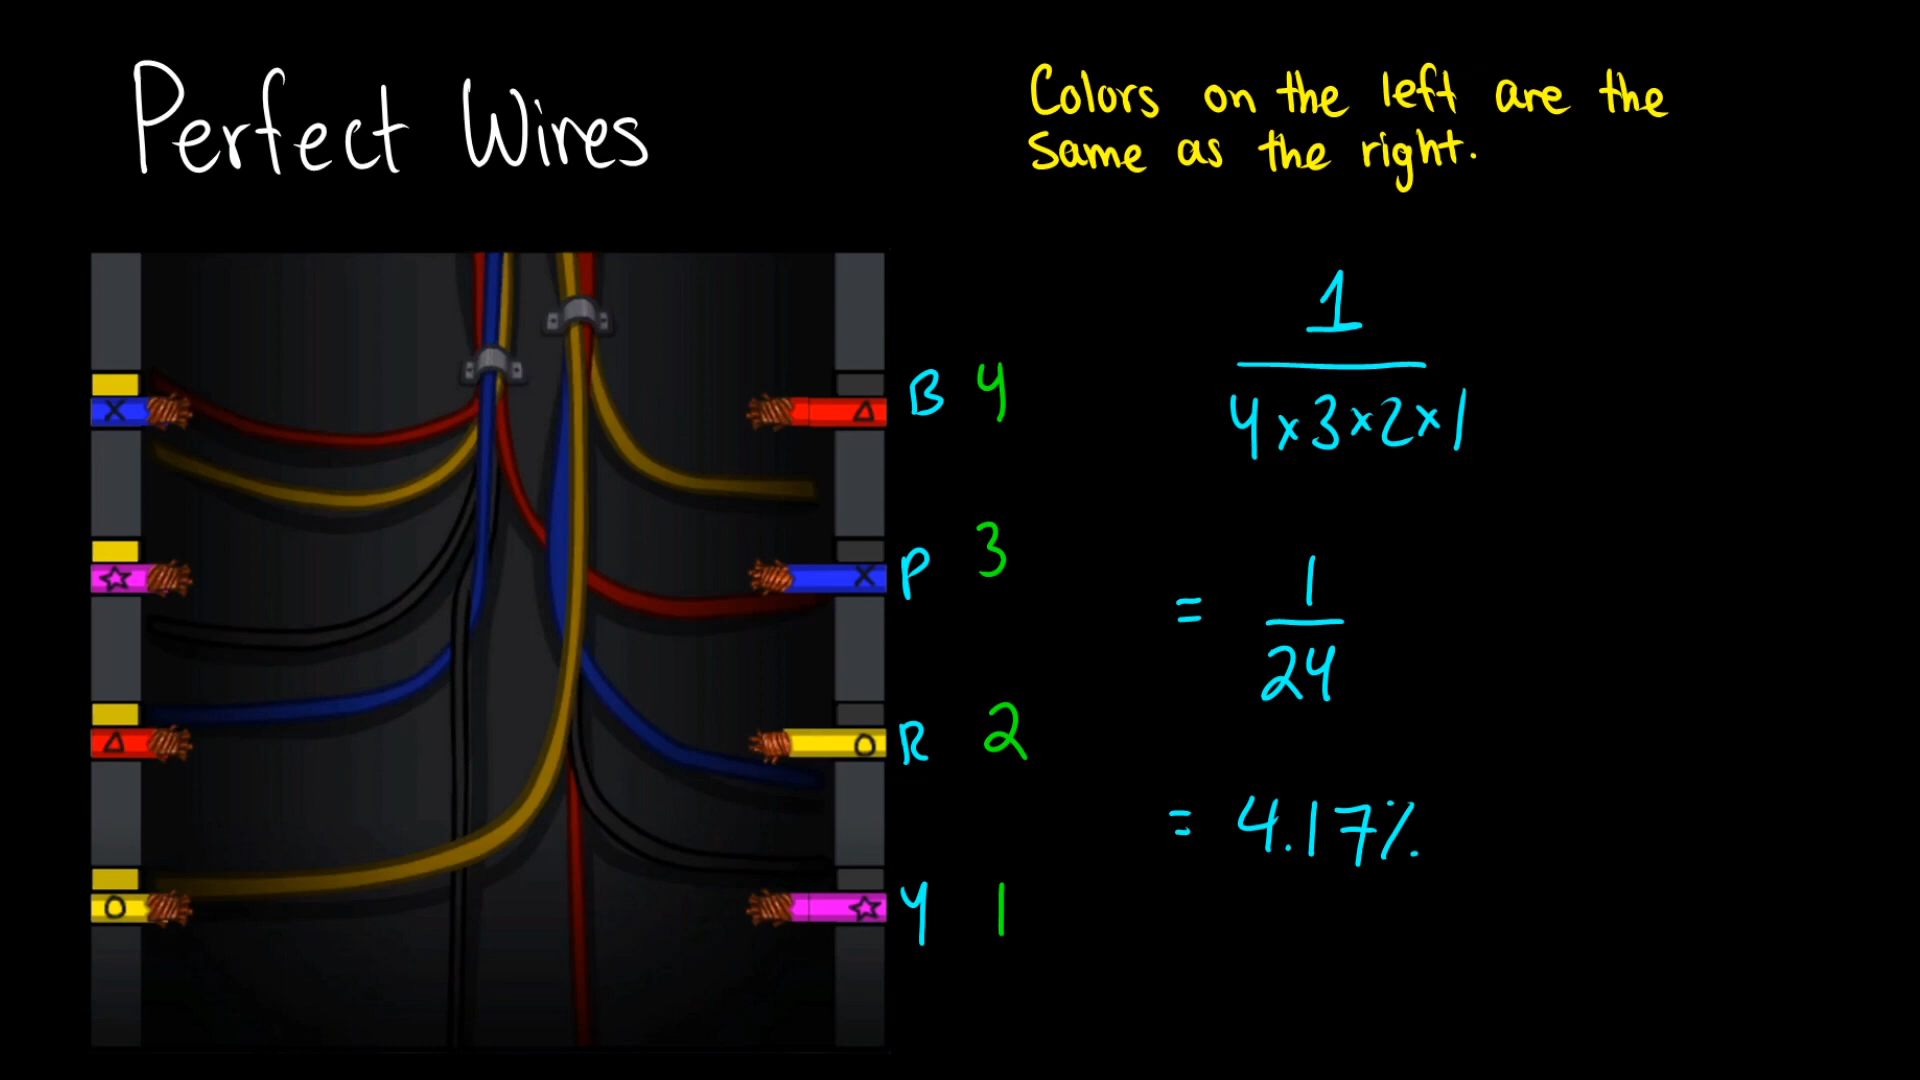 Perfect Wires
Colors on the left are the
Same as the right.
B 4
P 3
R 2
Y 1
1
4×3×2×1
= 1
24
= 4.17%